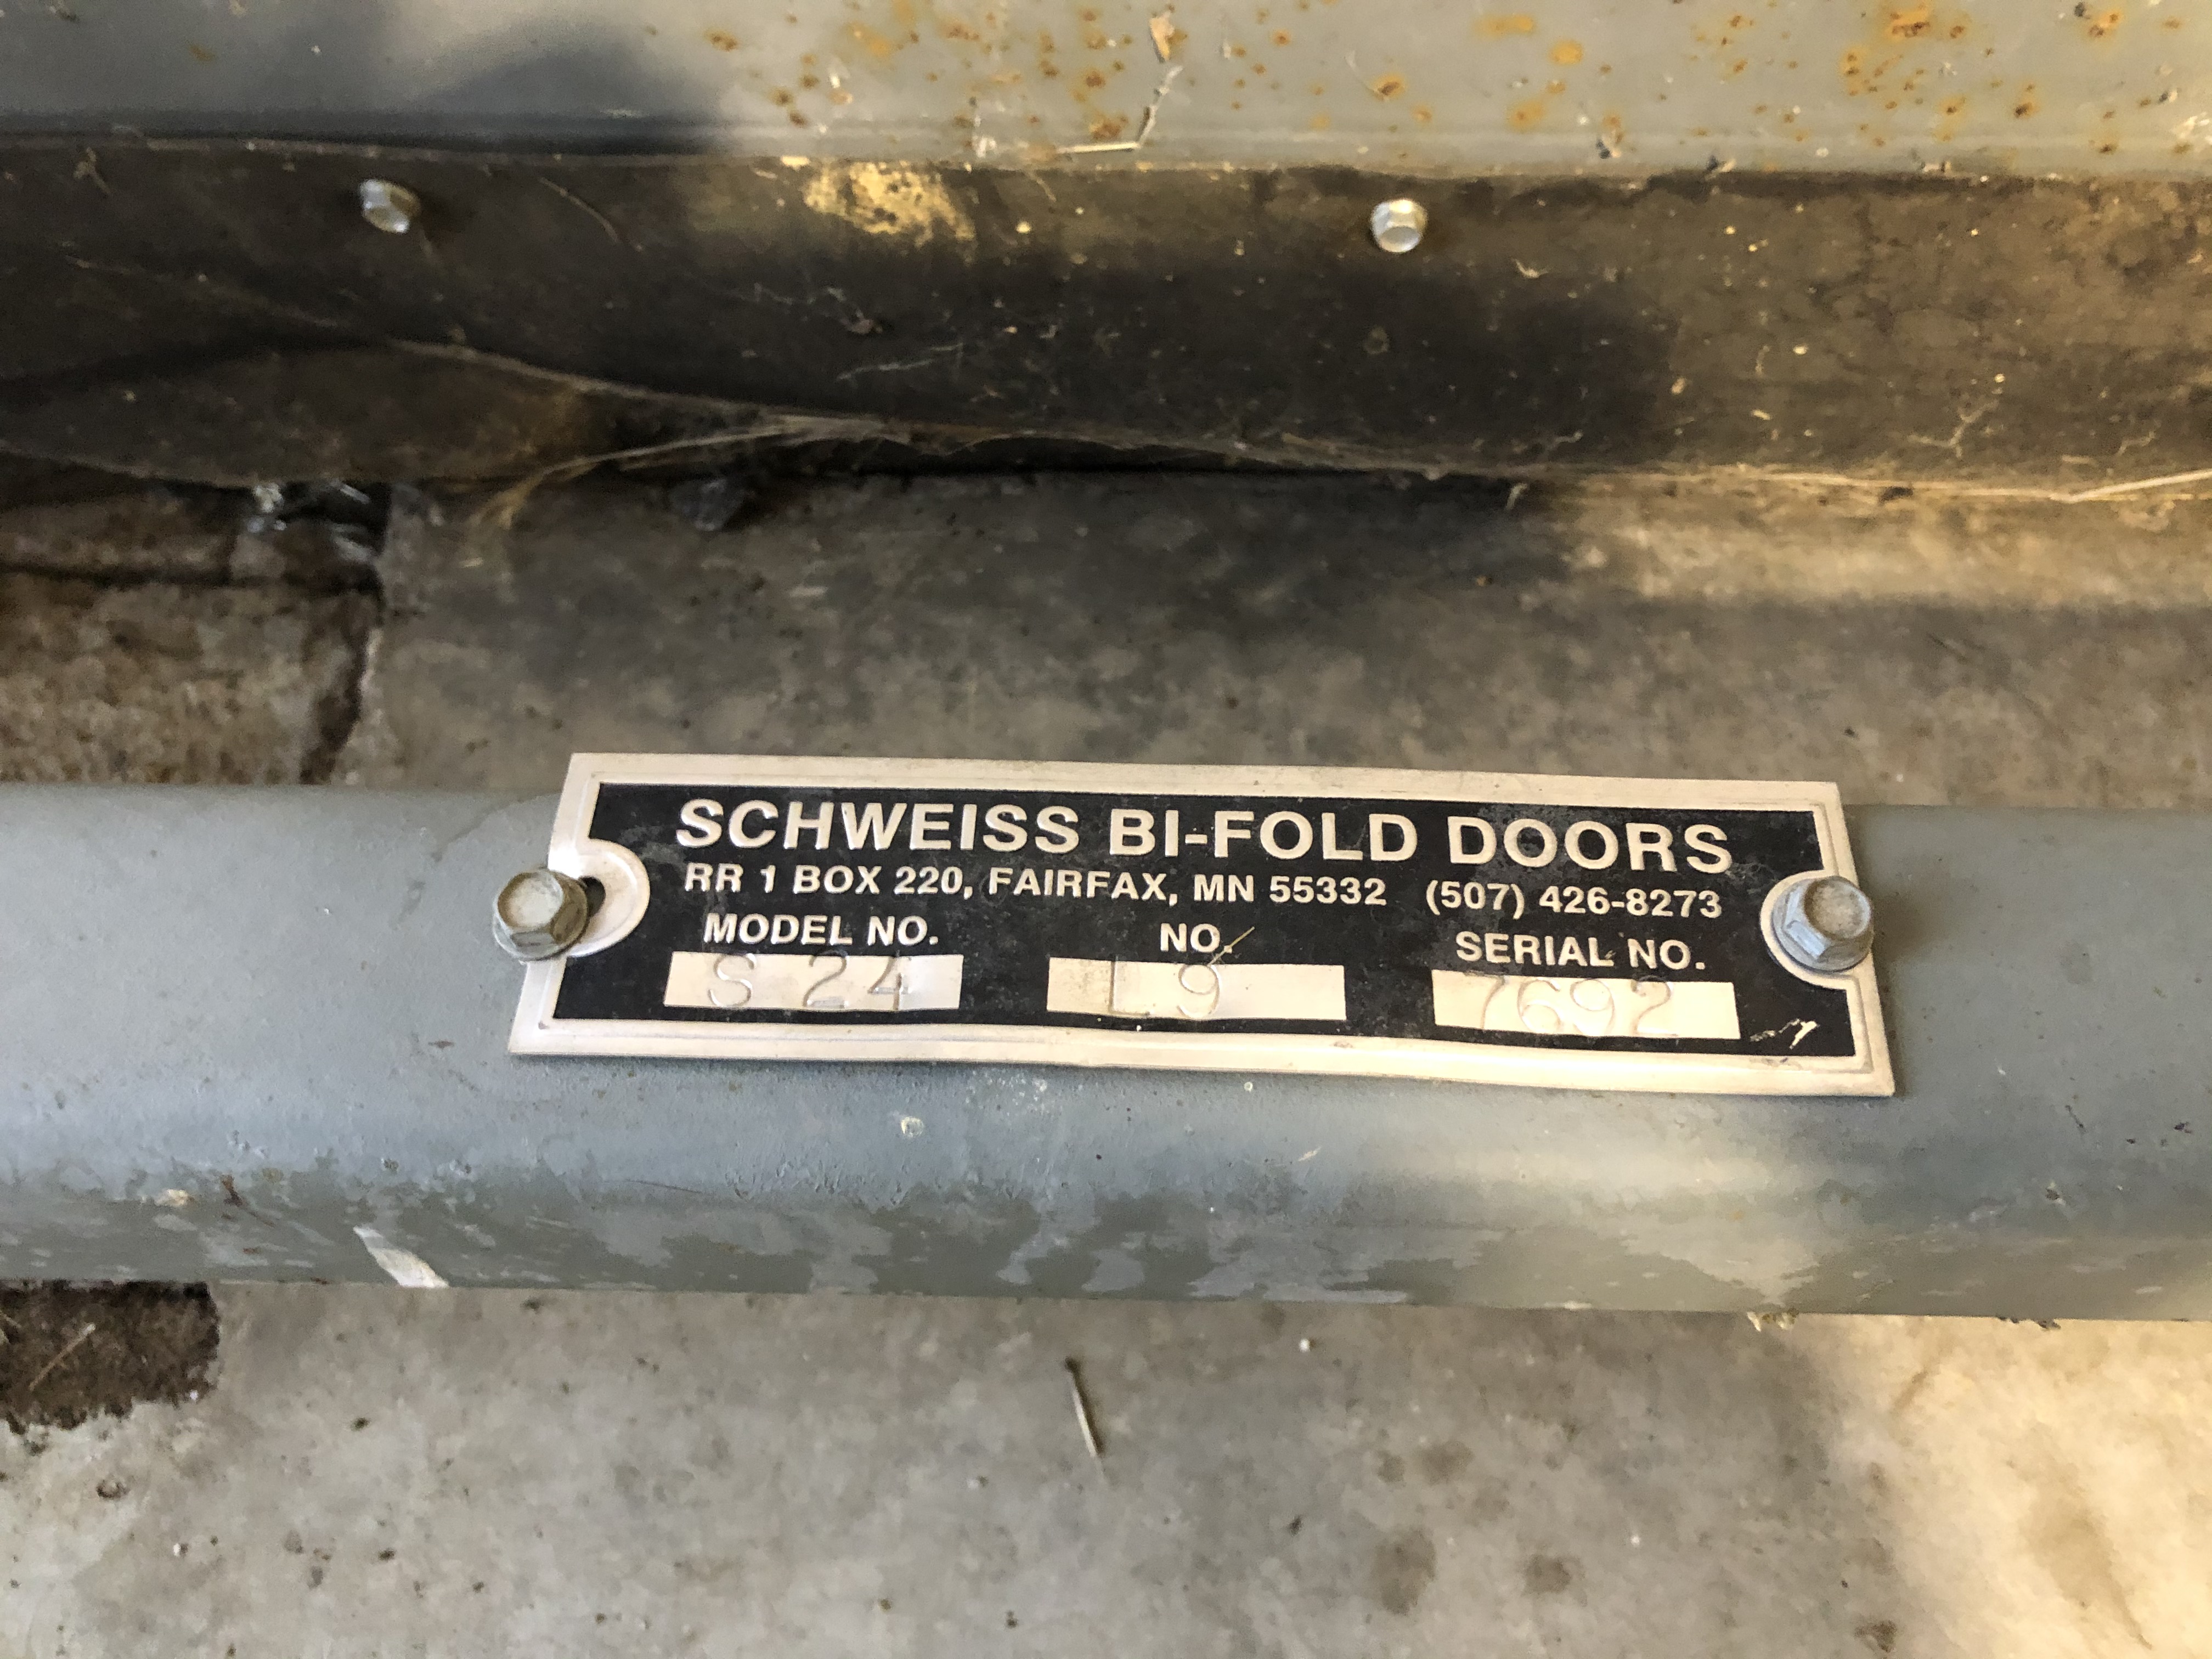 SCHWEISS BI-FOLD DOORS
RR 1 BOX 220, FAIRFAX, MN 55332 (507) 426-8273
MODEL NO. NO. SERIAL NO.
S 24 L9 7692